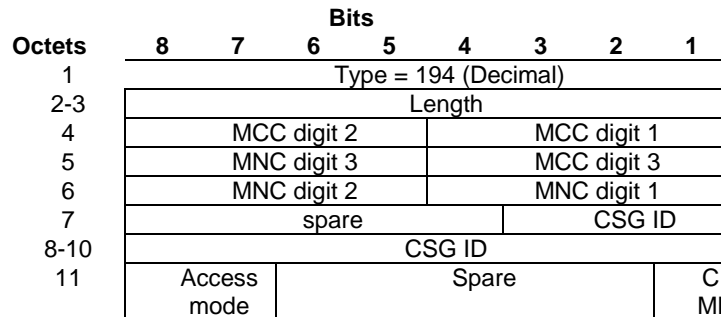 Bits
Octets 8 7 6 5 4 3 2 1
1 Type = 194 (Decimal)
2-3 Length
4 MCC digit 2 MCC digit 1
5 MNC digit 3 MCC digit 3
6 MNC digit 2 MNC digit 1
7 spare CSG ID
8-10 CSG ID
11 Access Spare
mode